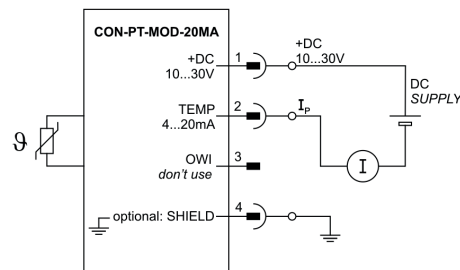 CON-PT-MOD-20MA
+DC
10...30V
1
+DC
10...30V
DC
SUPPLY
TEMP
4...20mA
2
Iₚ
ϑ
I
OWI
don't use
3
optional: SHIELD
4